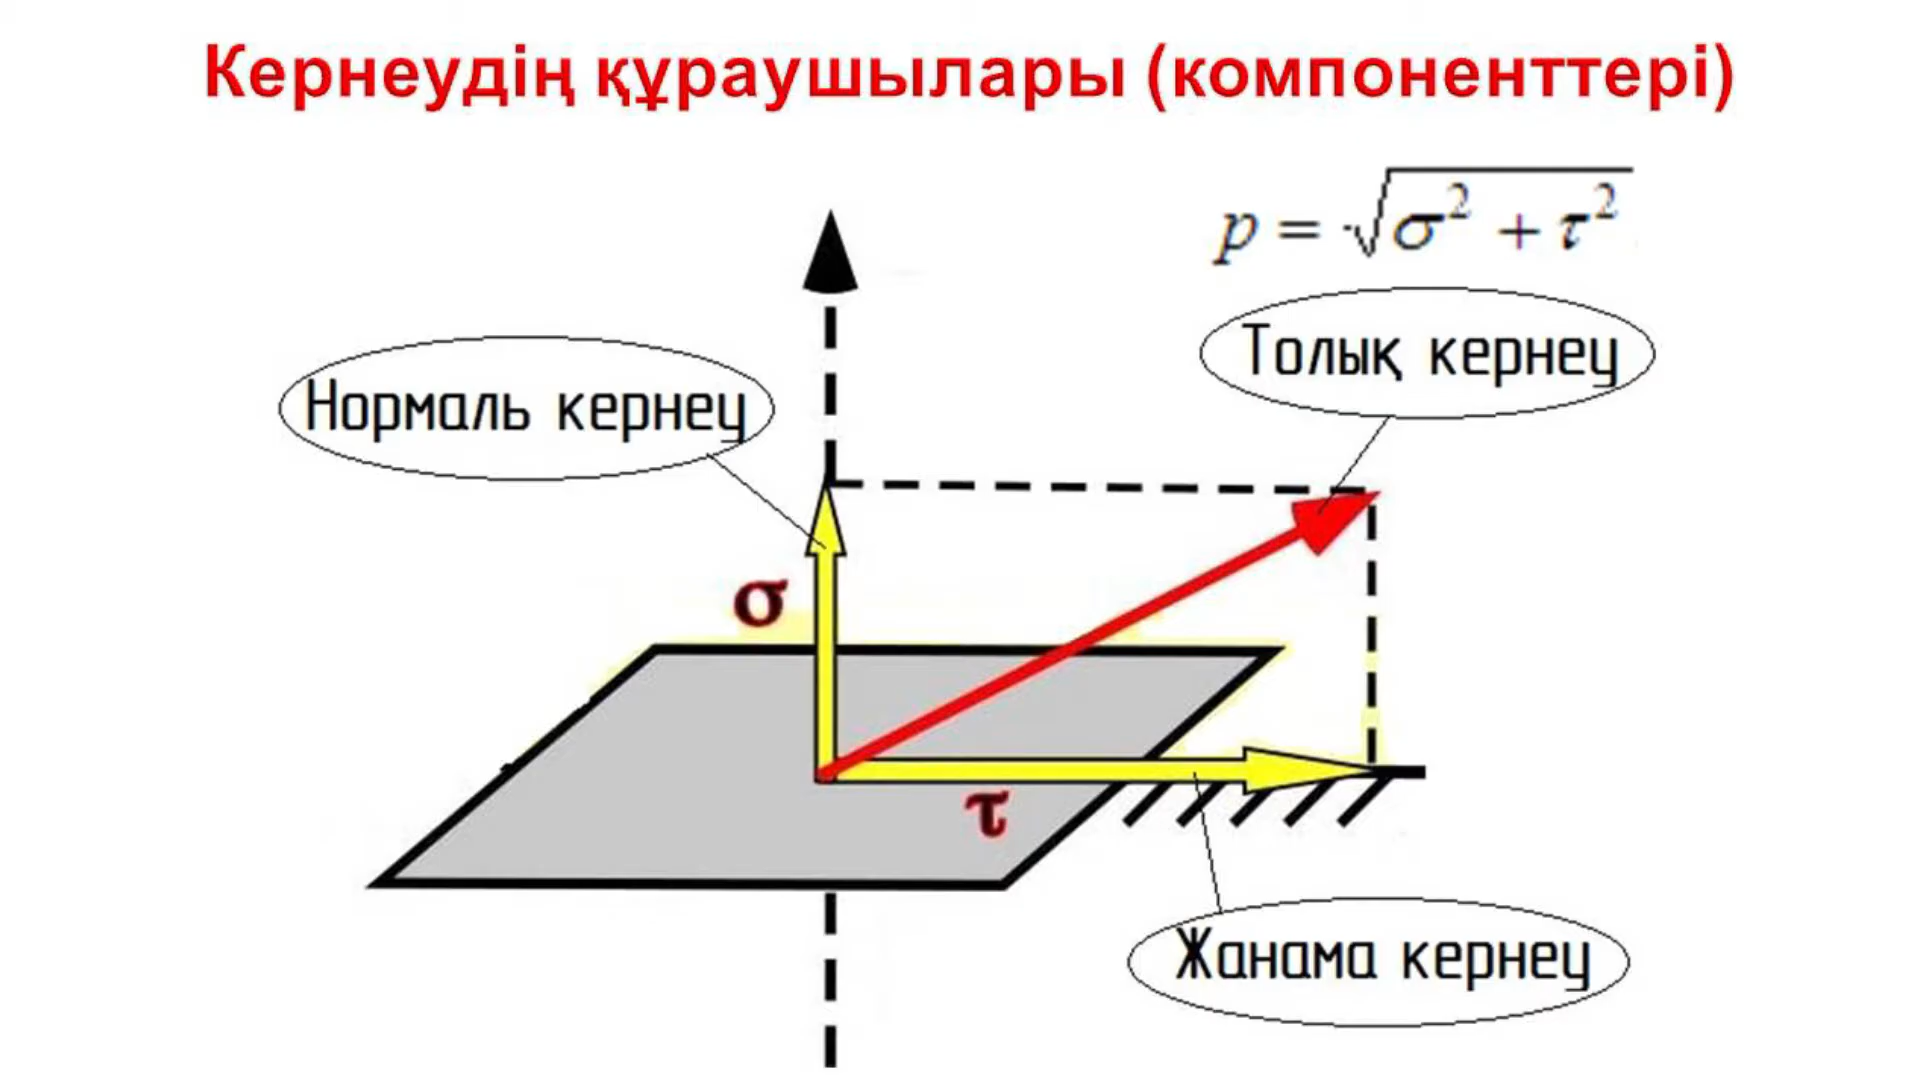 Кернеудің құраушылары (компоненттері)
p = √σ² + τ²
Толық кернеу
Нормаль кернеу
σ
τ
Жанама кернеу